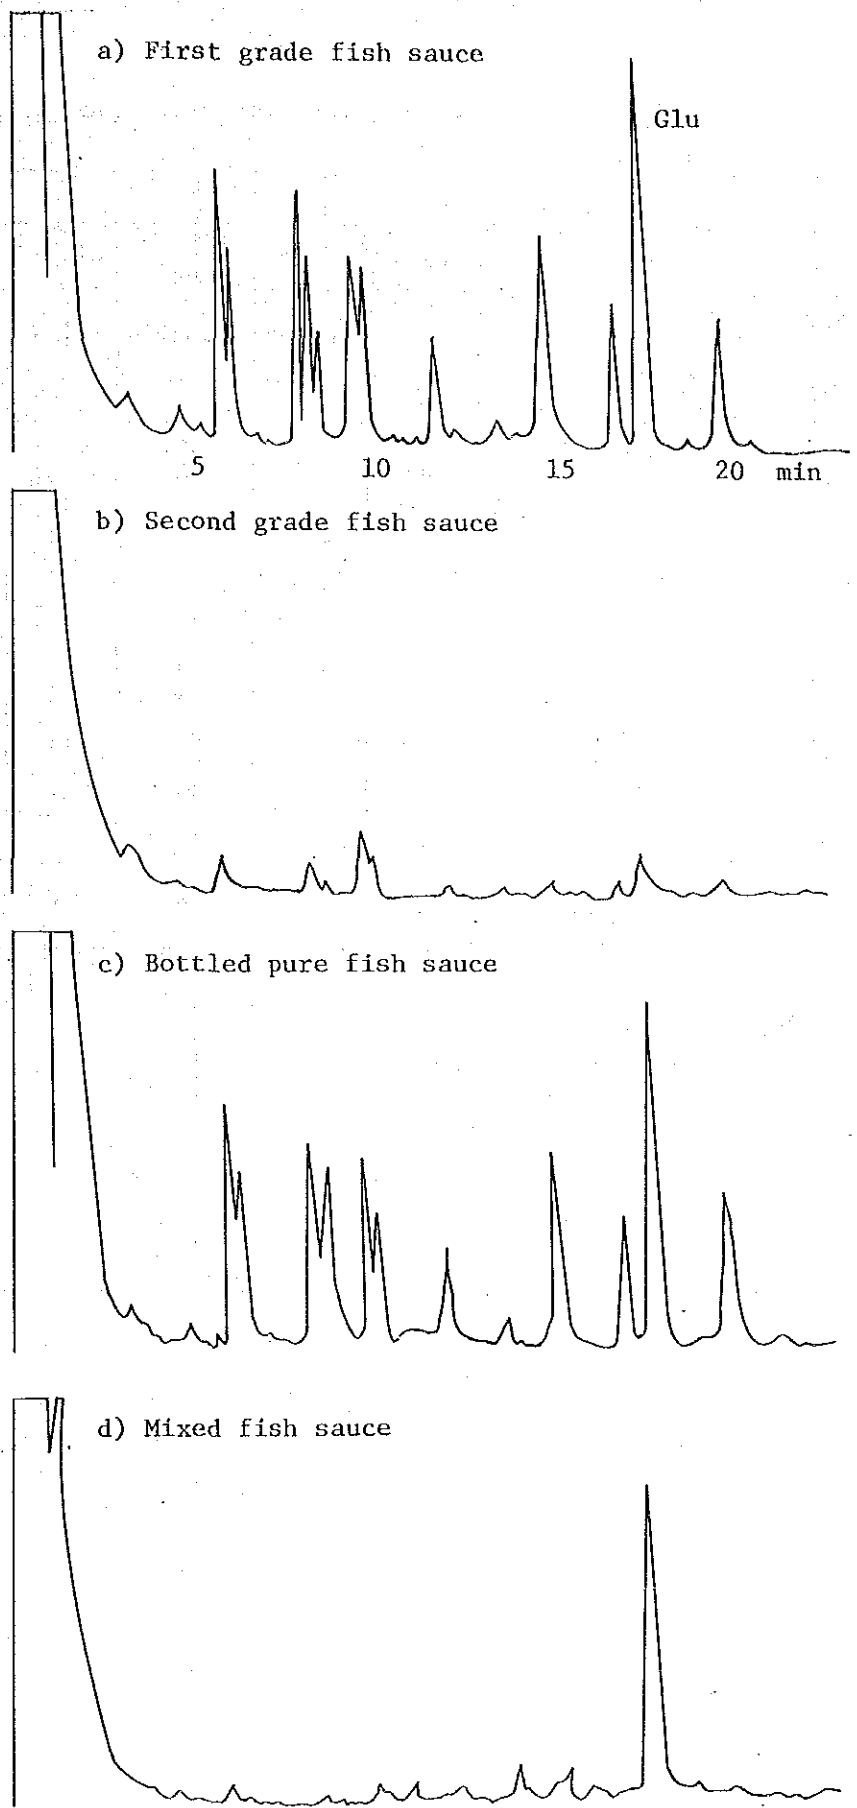 a) First grade fish sauce
Glu
5 10 15 20 min
b) Second grade fish sauce
c) Bottled pure fish sauce
d) Mixed fish sauce